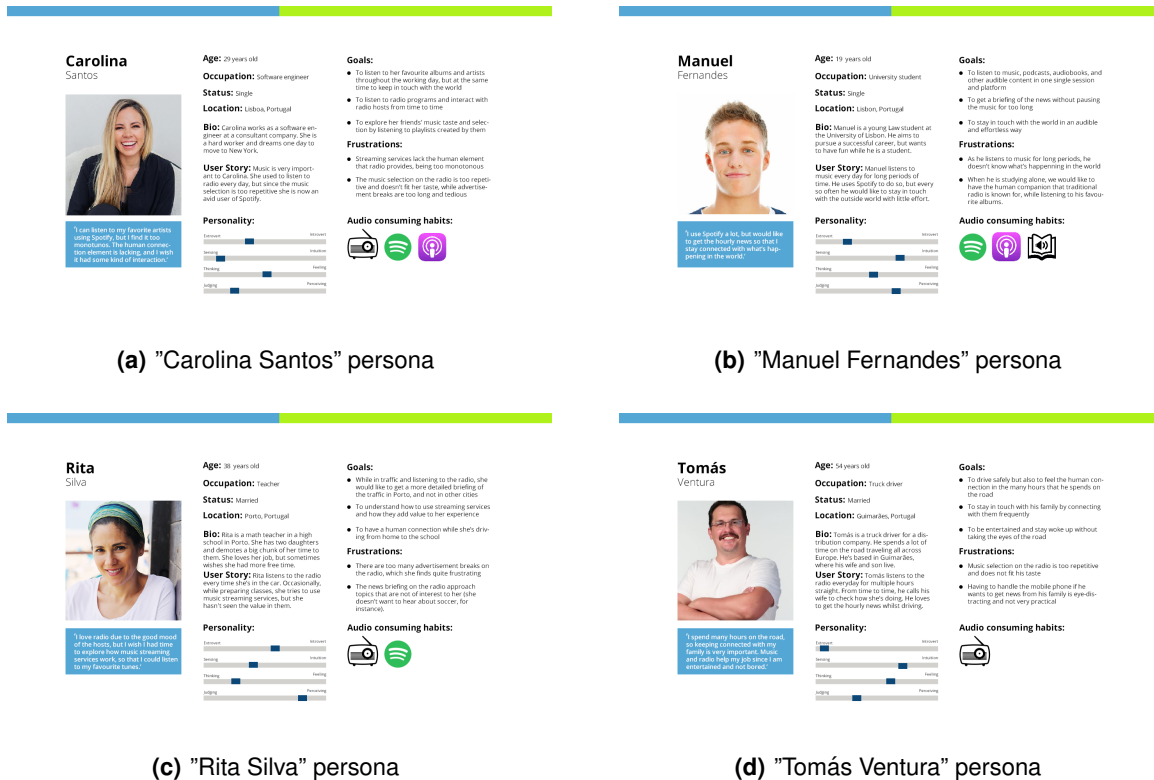 Carolina
Santos
Age: 29 years old
Occupation: Software engineer
Status: Single
Location: Lisboa, Portugal
Bio: Carolina works as a software en-
gineer at a consultant company. She is
a hard worker and dreams one day to
move to New York.
User Story: Music is very import-
ant to Carolina. She used to listen to
radio every day, but since the music
selection is too repetitive she is now an
avid user of Spotify.
Personality:
Extrovert Introvert
Sensing Intuition
Thinking Feeling
Judging Perceiving
Goals:
• To listen to her favourite albums and artists
throughout the working day, but at the same
time to keep in touch with the world
• To listen to radio programs and interact with
radio hosts from time to time
• To explore her friends' music taste and selec-
tion by listening to playlists created by them
Frustrations:
• Streaming services lack the human element
that radio provides, being too monotonous
• The music selection on the radio is too repeti-
tive and doesn't fit her taste, while advertise-
ment breaks are too long and tedious
Audio consuming habits:
'I can listen to my favorite artists
using Spotify, but I find it too
monotunos. The human connec-
tion element is lacking, and I wish
it had some kind of interaction.'
(a) "Carolina Santos" persona
Manuel
Fernandes
Age: 19 years old
Occupation: University student
Status: Single
Location: Lisbon, Portugal
Bio: Manuel is a young Law student at
the University of Lisbon. He aims to
pursue a successful career, but wants
to have fun while he is a student.
User Story: Manuel listens to
music every day for long periods of
time. He uses Spotify to do so, but every
so often he would like to stay in touch
with the outside world with little effort.
Personality:
Extrovert Introvert
Sensing Intuition
Thinking Feeling
Judging Perceiving
Goals:
• To listen to music, podcasts, audiobooks, and
other audible content in one single session
and platform
• To get a briefing of the news without pausing
the music for too long
• To stay in touch with the world in an audible
and effortless way
Frustrations:
• As he listens to music for long periods, he
doesn't know what's happenning in the world
• When he is studying alone, we would like to
have the human companion that traditional
radio is known for, while listening to his favou-
rite albums.
Audio consuming habits:
'I use Spotify a lot, but would like
to get the hourly news so that I
stay connected with what's hap-
pening in the world.'
(b) "Manuel Fernandes" persona
Rita
Silva
Age: 38 years old
Occupation: Teacher
Status: Married
Location: Porto, Portugal
Bio: Rita is a math teacher in a high
school in Porto. She has two daughters
and demotes a big chunk of her time to
them. She loves her job, but sometimes
wishes she had more free time.
User Story: Rita listens to the radio
every time she's in the car. Occasionally,
while preparing classes, she tries to use
music streaming services, but she
hasn't seen the value in them.
Personality:
Extrovert Introvert
Sensing Intuition
Thinking Feeling
Judging Perceiving
Goals:
• While in traffic and listening to the radio, she
would like to get a more detailed briefing of
the traffic in Porto, and not in other cities
• To understand how to use streaming services
and how they add value to her experience
• To have a human connection while she's driv-
ing from home to the school
Frustrations:
• There are too many advertisement breaks on
the radio, which she finds quite frustrating
• The news briefing on the radio approach
topics that are not of interest to her (she
doesn't want to hear about soccer, for
instance).
Audio consuming habits:
'I love radio due to the good mood
of the hosts, but I wish I had time
to explore how music streaming
services work, so that I could listen
to my favourite tunes.'
(c) "Rita Silva" persona
Tomás
Ventura
Age: 54 years old
Occupation: Truck driver
Status: Married
Location: Guimarães, Portugal
Bio: Tomás is a truck driver for a dis-
tribution company. He spends a lot of
time on the road traveling all across
Europe. He's based in Guimarães,
where his wife and son live.
User Story: Tomás listens to the
radio everyday for multiple hours
straight. From time to time, he calls his
wife to check how she's doing. He loves
to get the hourly news whilst driving.
Personality:
Extrovert Introvert
Sensing Intuition
Thinking Feeling
Judging Perceiving
Goals:
• To drive safely but also to feel the human con-
nection in the many hours that he spends on
the road
• To stay in touch with his family by connecting
with them frequently
• To be entertained and stay woke up without
taking the eyes of the road
Frustrations:
• Music selection on the radio is too repetitive
and does not fit his taste
• Having to handle the mobile phone if he
wants to get news from his family is eye-dis-
tracting and not very practical
Audio consuming habits:
'I spend many hours on the road,
so keeping connected with my
family is very important. Music
and radio help my job since I am
entertained and not bored.'
(d) "Tomás Ventura" persona